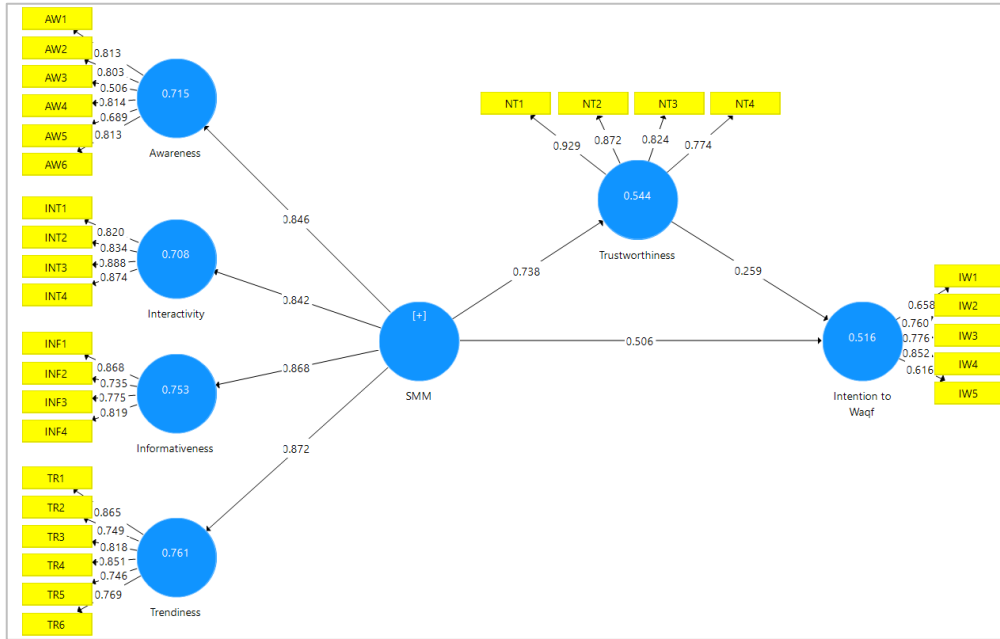 AW1
AW2
AW3
AW4
AW5
AW6
0.813
0.803
0.506
0.814
0.689
0.813
0.715
Awareness
INT1
INT2
INT3
INT4
0.820
0.834
0.888
0.874
0.708
Interactivity
INF1
INF2
INF3
INF4
0.868
0.735
0.775
0.819
0.753
Informativeness
TR1
TR2
TR3
TR4
TR5
TR6
0.865
0.749
0.818
0.851
0.746
0.769
0.761
Trendiness
0.846
0.842
0.868
0.872
[+]
SMM
0.738
0.506
NT1
NT2
NT3
NT4
0.929
0.872
0.824
0.774
0.544
Trustworthiness
0.259
0.516
Intention to
Waqf
0.658
0.760
0.776
0.852
0.616
IW1
IW2
IW3
IW4
IW5